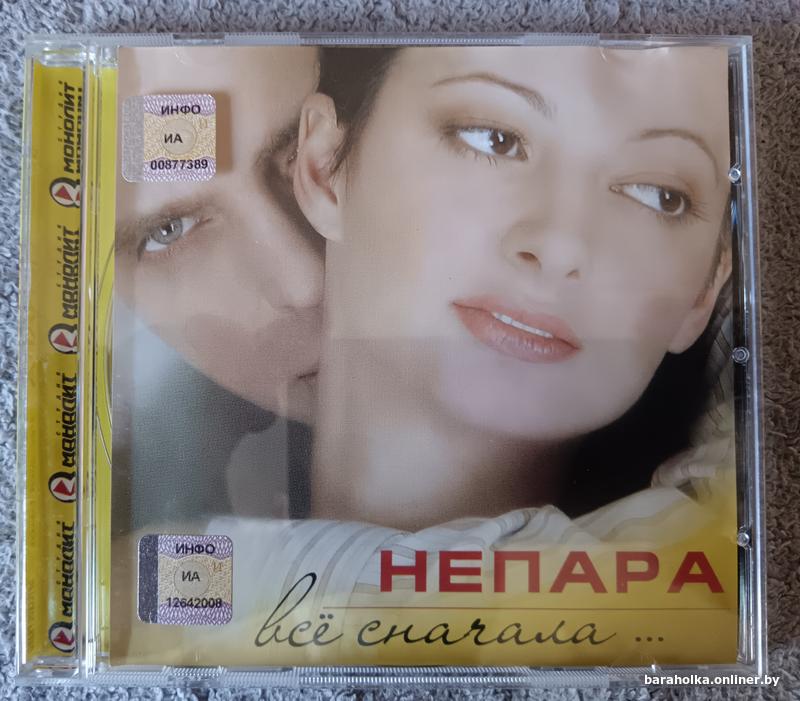 ИНФО
ИА
00877389
НЕПАРА
всё сначала ...
ИНФО
ИА
12642008
МОНОЛИТ
МОНОЛИТ
МОНОЛИТ
МОНОЛИТ
baraholka.onliner.by